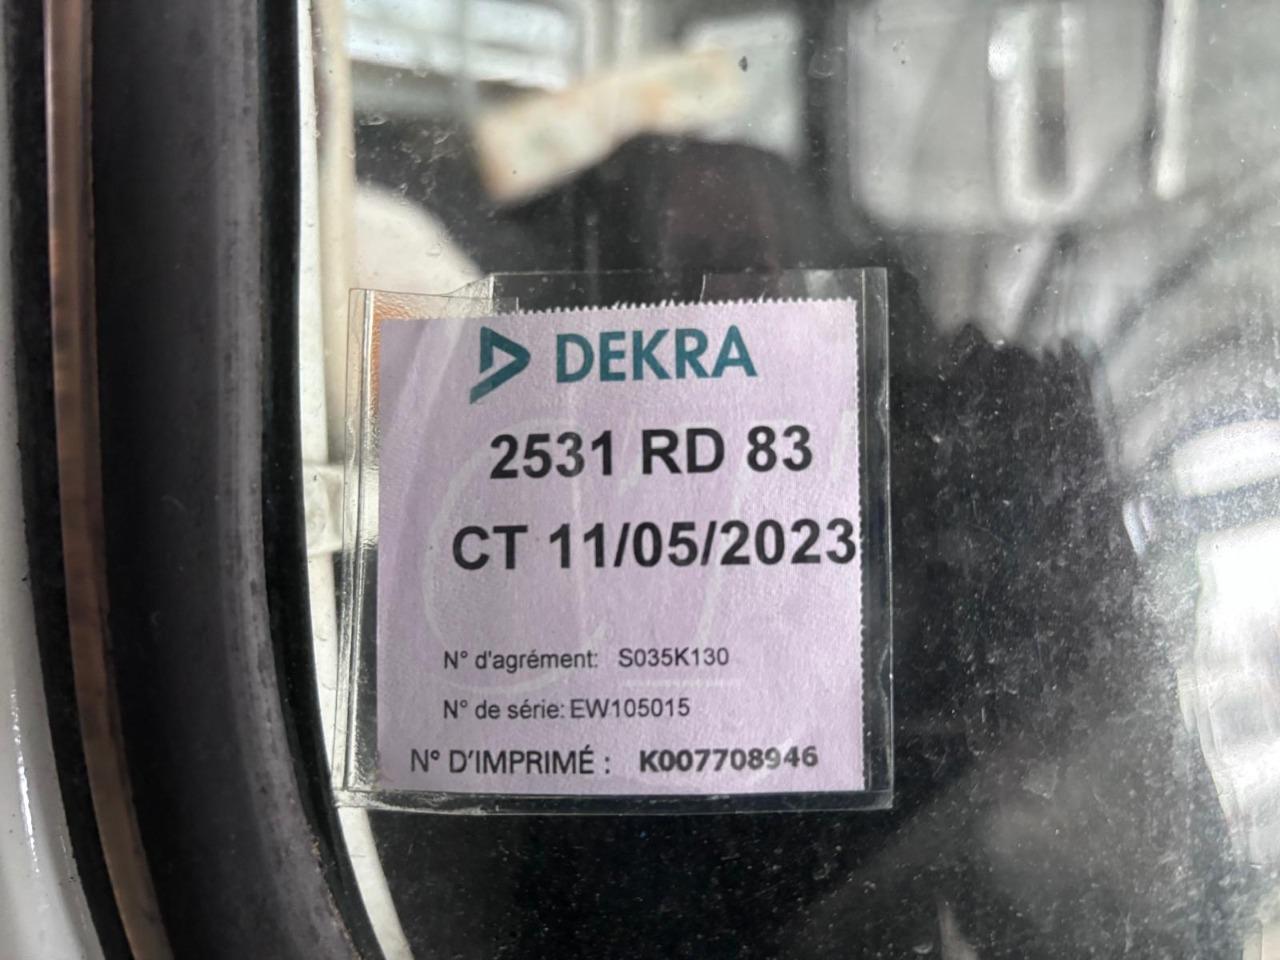 DEKRA
2531 RD 83
CT 11/05/2023
N° d'agrément: S035K130
N° de série: EW105015
N° D'IMPRIMÉ : K007708946